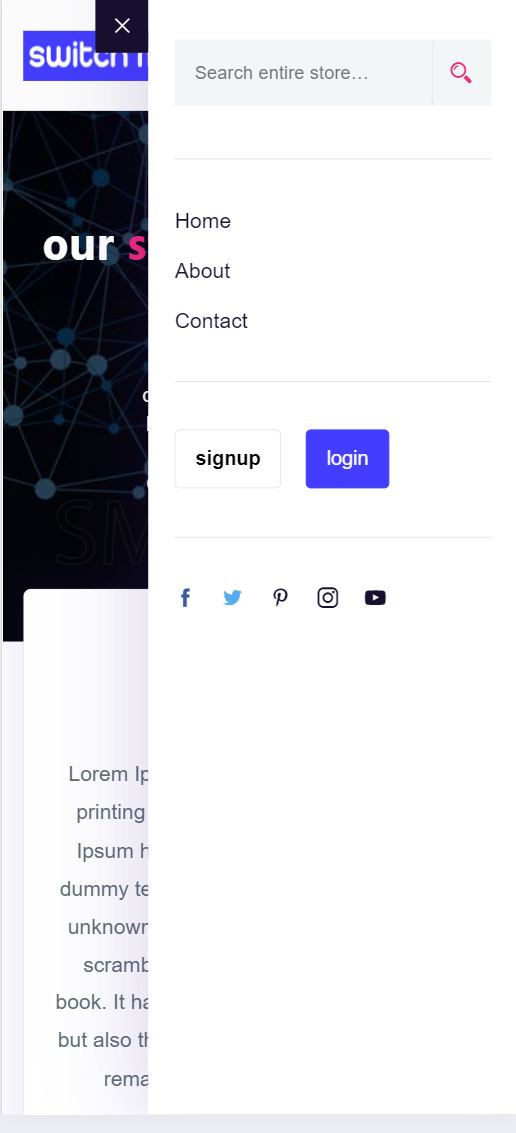 switch
Search entire store…
Home
About
Contact
signup
login
our s
SM
Lorem Ip
printing
Ipsum h
dummy te
unknown
scramb
book. It ha
but also th
rema